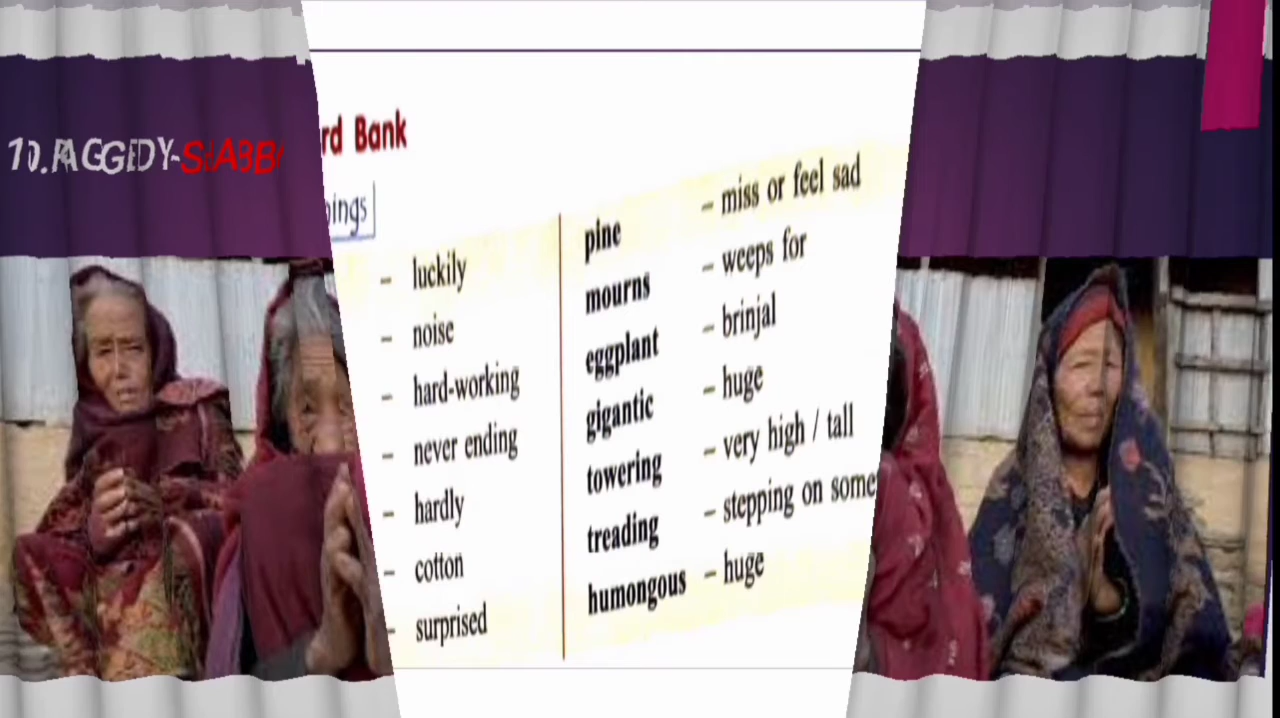 10.RAGGEDY-SHABB
rd Bank
nings
– luckily
– noise
– hard-working
– never ending
– hardly
– cotton
– surprised
pine – miss or feel sad
mourns – weeps for
eggplant – brinjal
gigantic – huge
towering – very high / tall
treading – stepping on some
humongous – huge